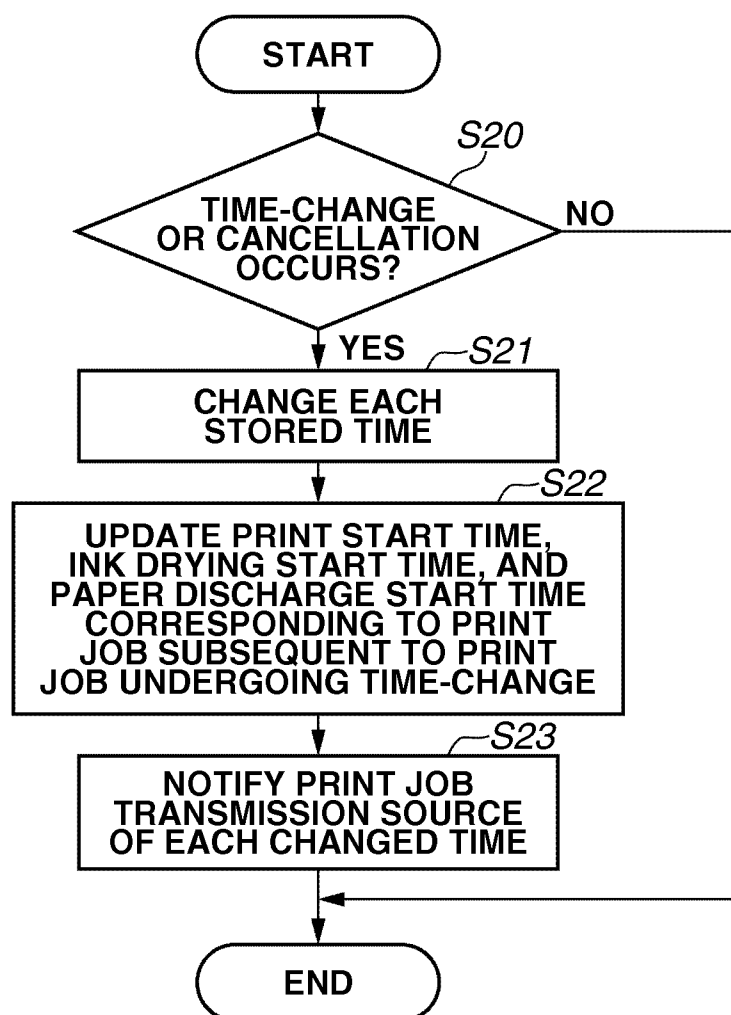 START
S20
TIME-CHANGE
OR CANCELLATION
OCCURS?
NO
YES
S21
CHANGE EACH
STORED TIME
S22
UPDATE PRINT START TIME,
INK DRYING START TIME, AND
PAPER DISCHARGE START TIME
CORRESPONDING TO PRINT
JOB SUBSEQUENT TO PRINT
JOB UNDERGOING TIME-CHANGE
S23
NOTIFY PRINT JOB
TRANSMISSION SOURCE
OF EACH CHANGED TIME
END